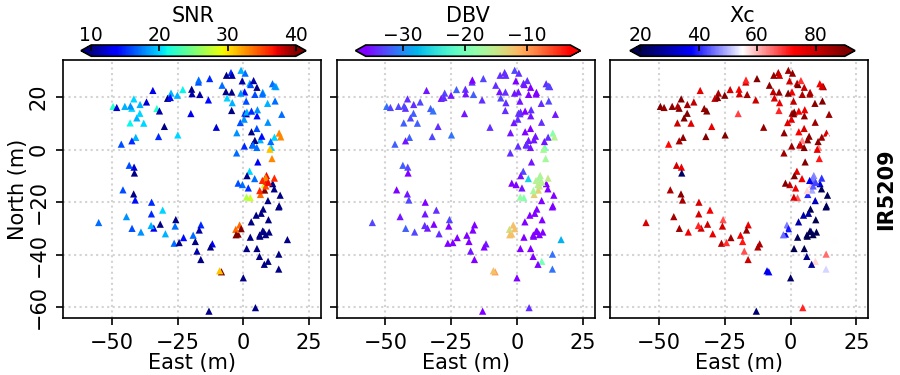 SNR DBV Xc
10 20 30 40 −30 −20 −10 20 40 60 80
North (m)
20
0
−20
−40
−60
IR5209
−50 −25 0 25 −50 −25 0 25 −50 −25 0 25
East (m) East (m) East (m)